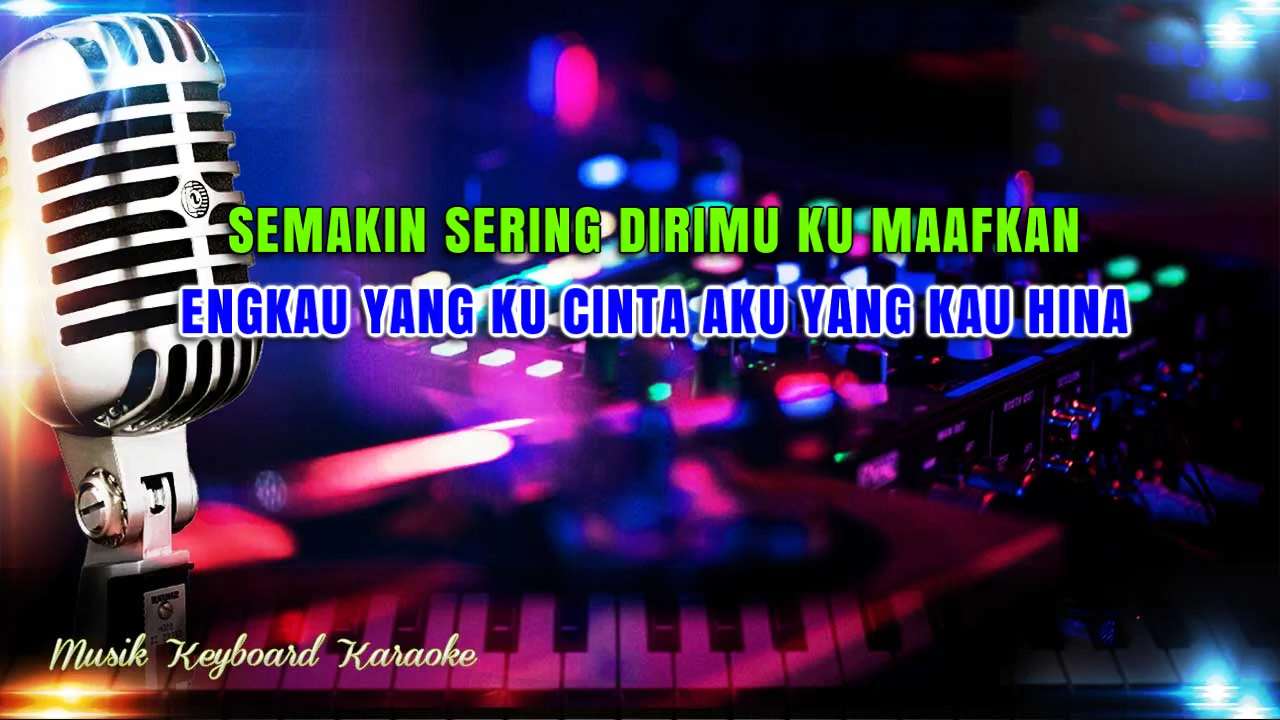 SEMAKIN SERING DIRIMU KU MAAFKAN
ENGKAU YANG KU CINTA AKU YANG KAU HINA
Musik Keyboard Karaoke